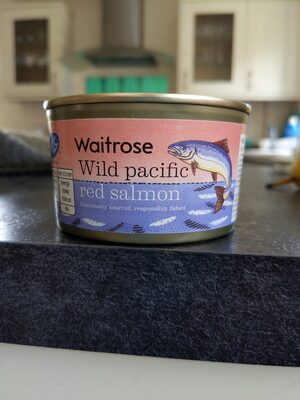 Waitrose
Wild pacific
red salmon
Sustainably sourced, responsibly fished